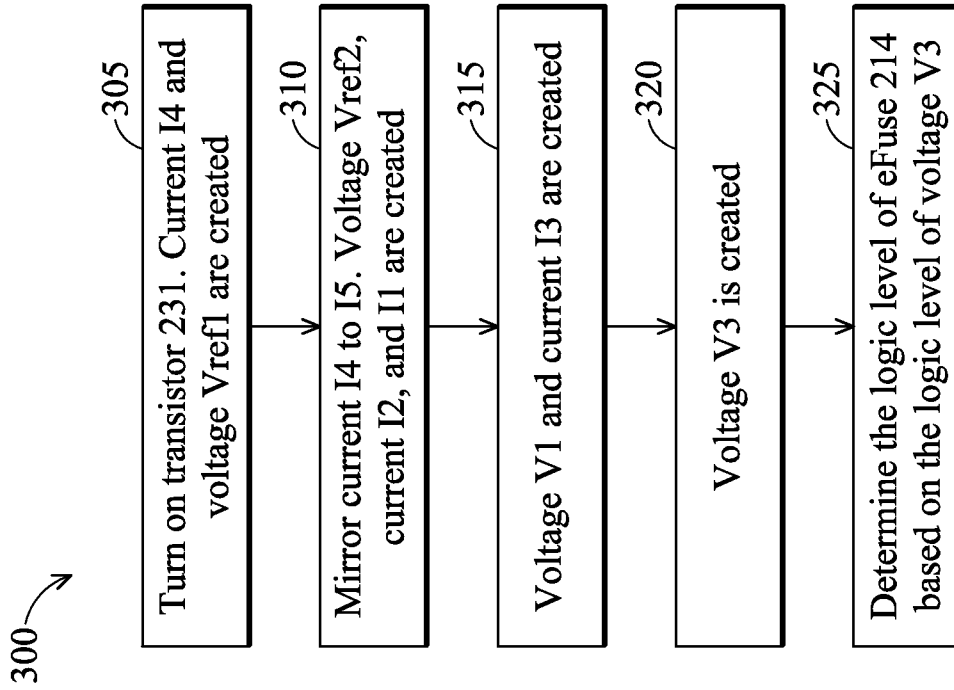 300
305
Turn on transistor 231. Current I4 and
voltage Vref1 are created
310
Mirror current I4 to I5. Voltage Vref2,
current I2, and I1 are created
315
Voltage V1 and current I3 are created
320
Voltage V3 is created
325
Determine the logic level of eFuse 214
based on the logic level of voltage V3